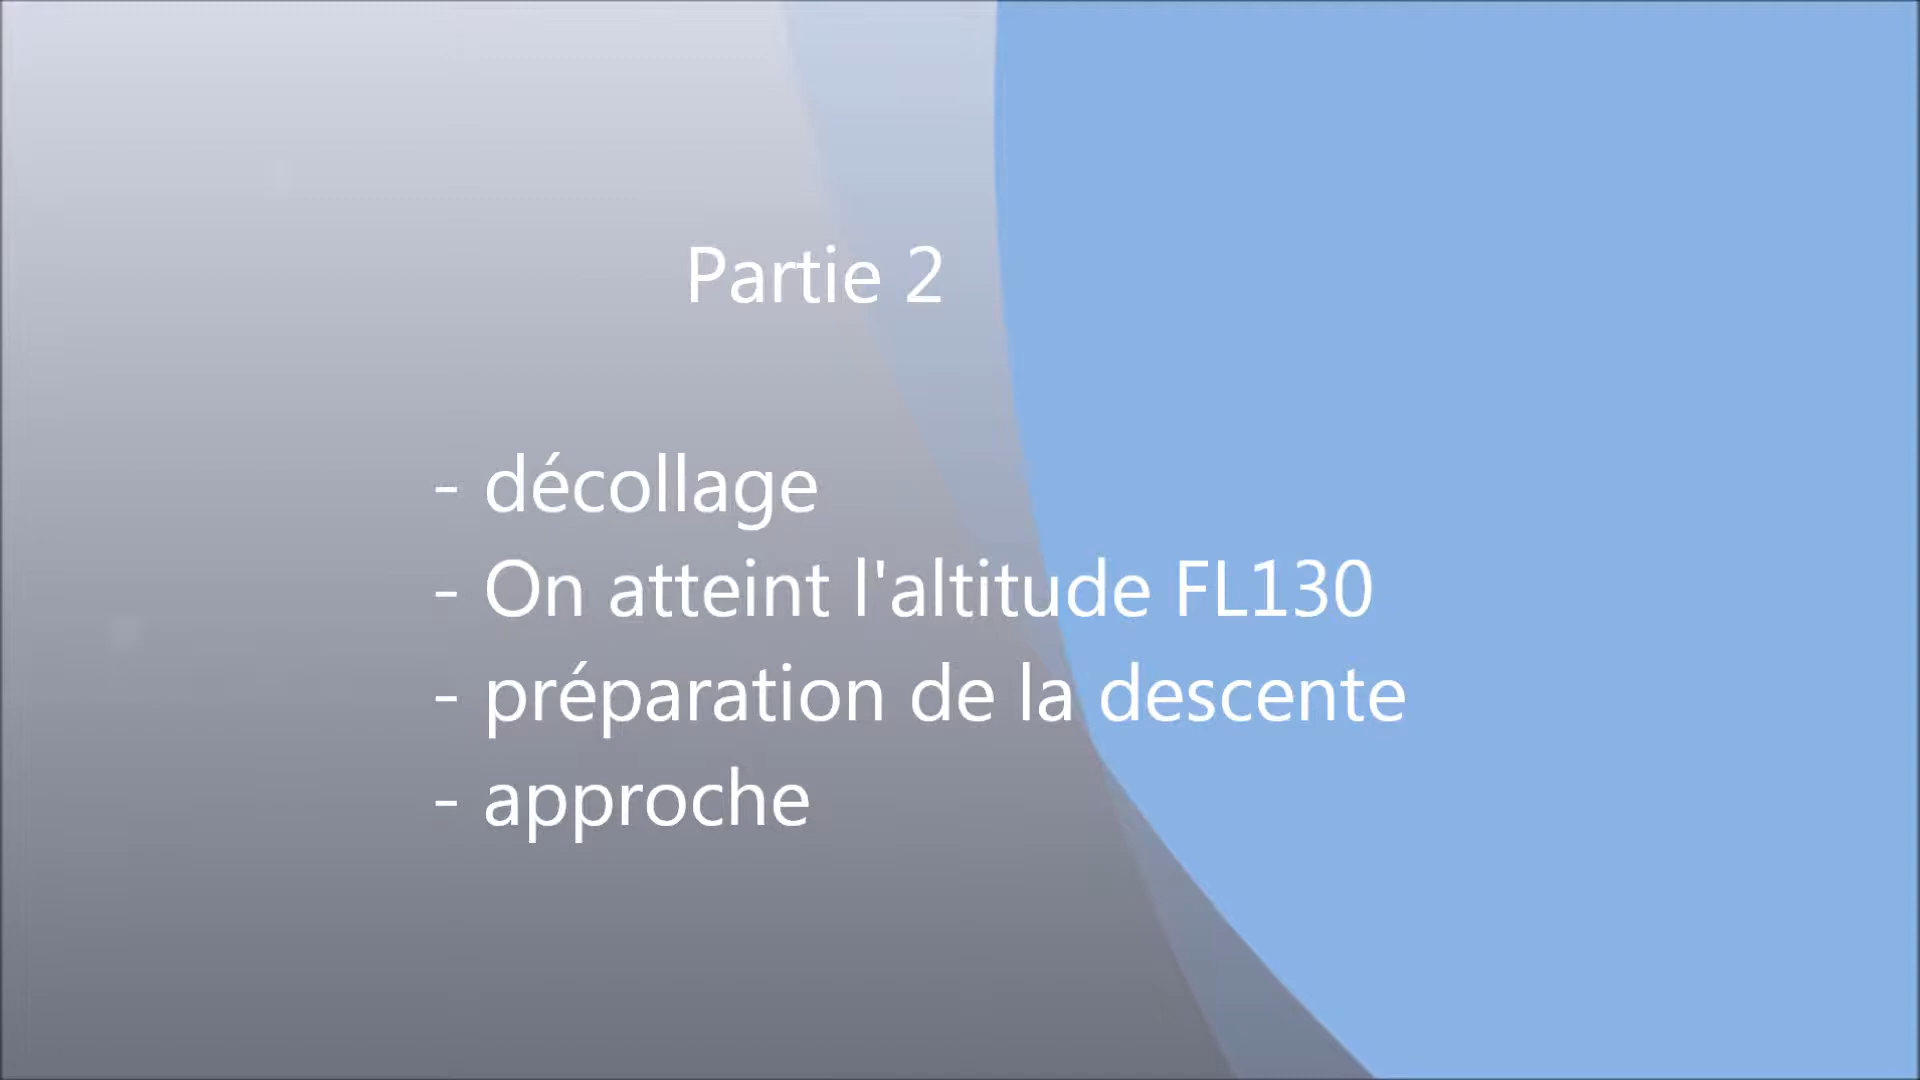 Partie 2
- décollage
- On atteint l'altitude FL130
- préparation de la descente
- approche